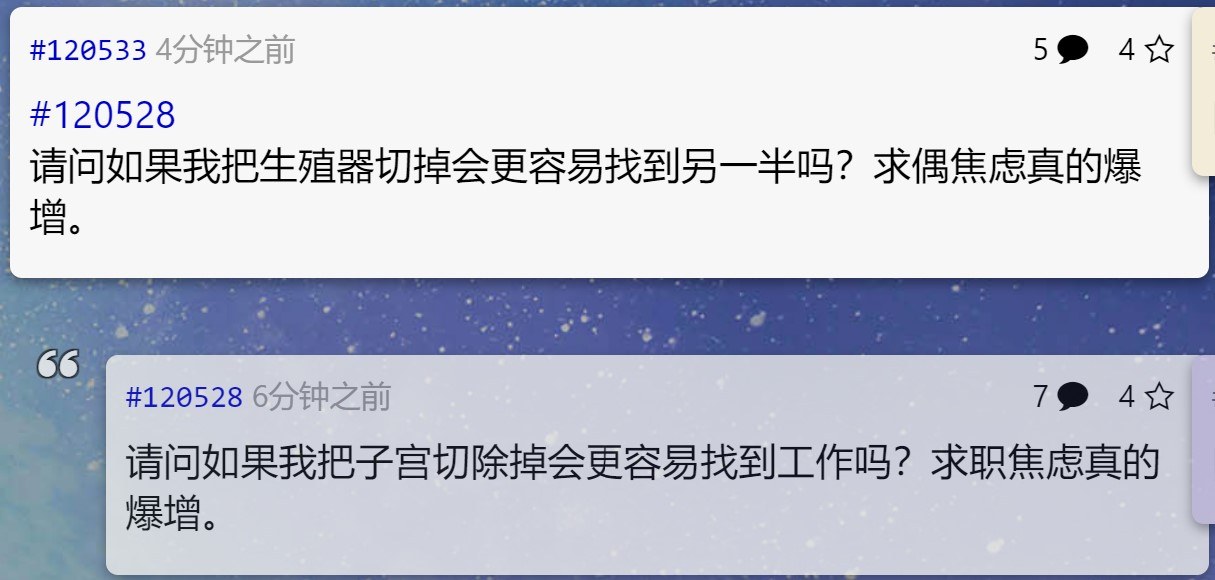 #120533 4分钟之前 5 4
#120528
请问如果我把生殖器切掉会更容易找到另一半吗？求偶焦虑真的爆
增。
#120528 6分钟之前 7 4
请问如果我把子宫切除掉会更容易找到工作吗？求职焦虑真的
爆增。